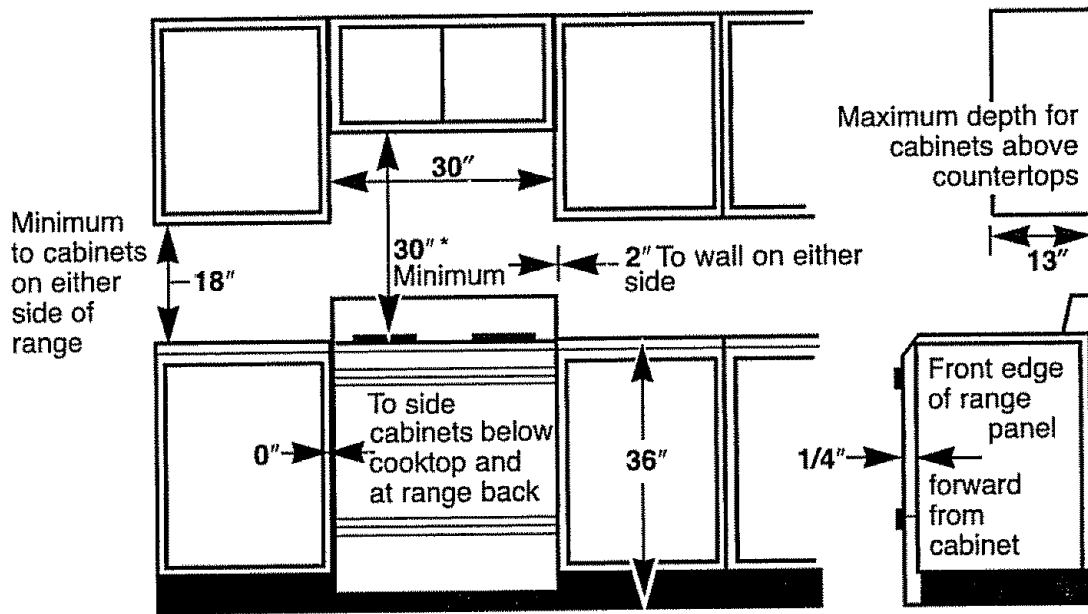 Maximum depth for
cabinets above
countertops
13″
30″
Minimum
to cabinets
on either
side of
range
18″
30″*
Minimum
2″ To wall on either
side
To side
cabinets below
cooktop and
at range back
0″
36″
Front edge
of range
panel
1/4″
forward
from
cabinet